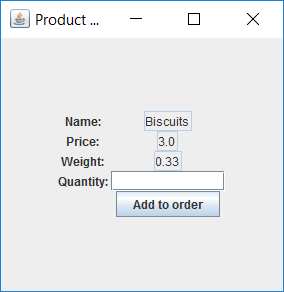 Product ...
Name: Biscuits
Price: 3.0
Weight: 0.33
Quantity:
Add to order